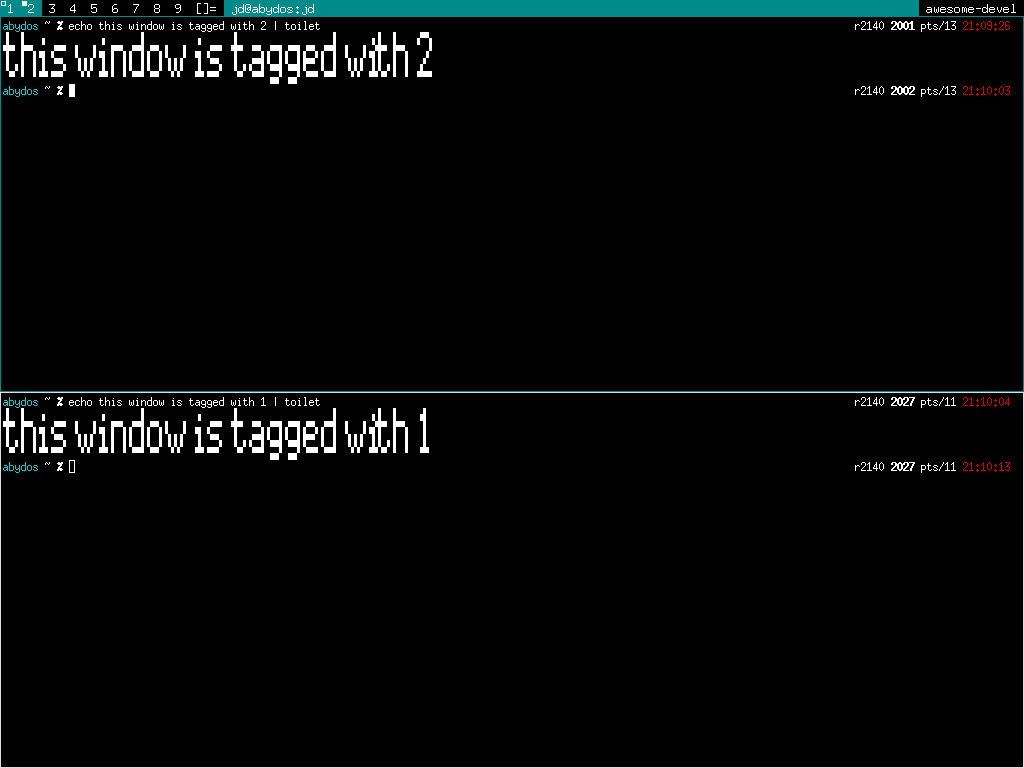 1 2 3 4 5 6 7 8 9 []= jd@abydos:jd awesome-devel
abydos ~ % echo this window is tagged with 2 | toilet r2140 2001 pts/13 21:09:26
this window is tagged with 2
abydos ~ % r2140 2002 pts/13 21:10:03
abydos ~ % echo this window is tagged with 1 | toilet r2140 2027 pts/11 21:10:04
this window is tagged with 1
abydos ~ % r2140 2027 pts/11 21:10:13